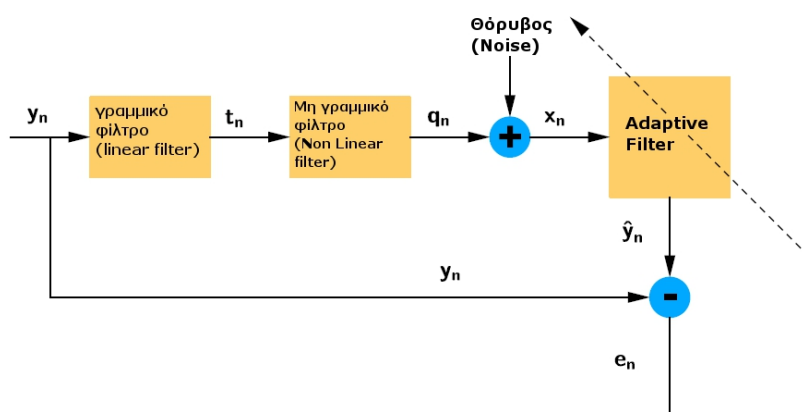 Θόρυβος
(Noise)
yₙ
γραμμικό
φίλτρο
(linear filter)
tₙ
Μη γραμμικό
φίλτρο
(Non Linear
filter)
qₙ
+
xₙ
Adaptive
Filter
ŷₙ
yₙ
-
eₙ